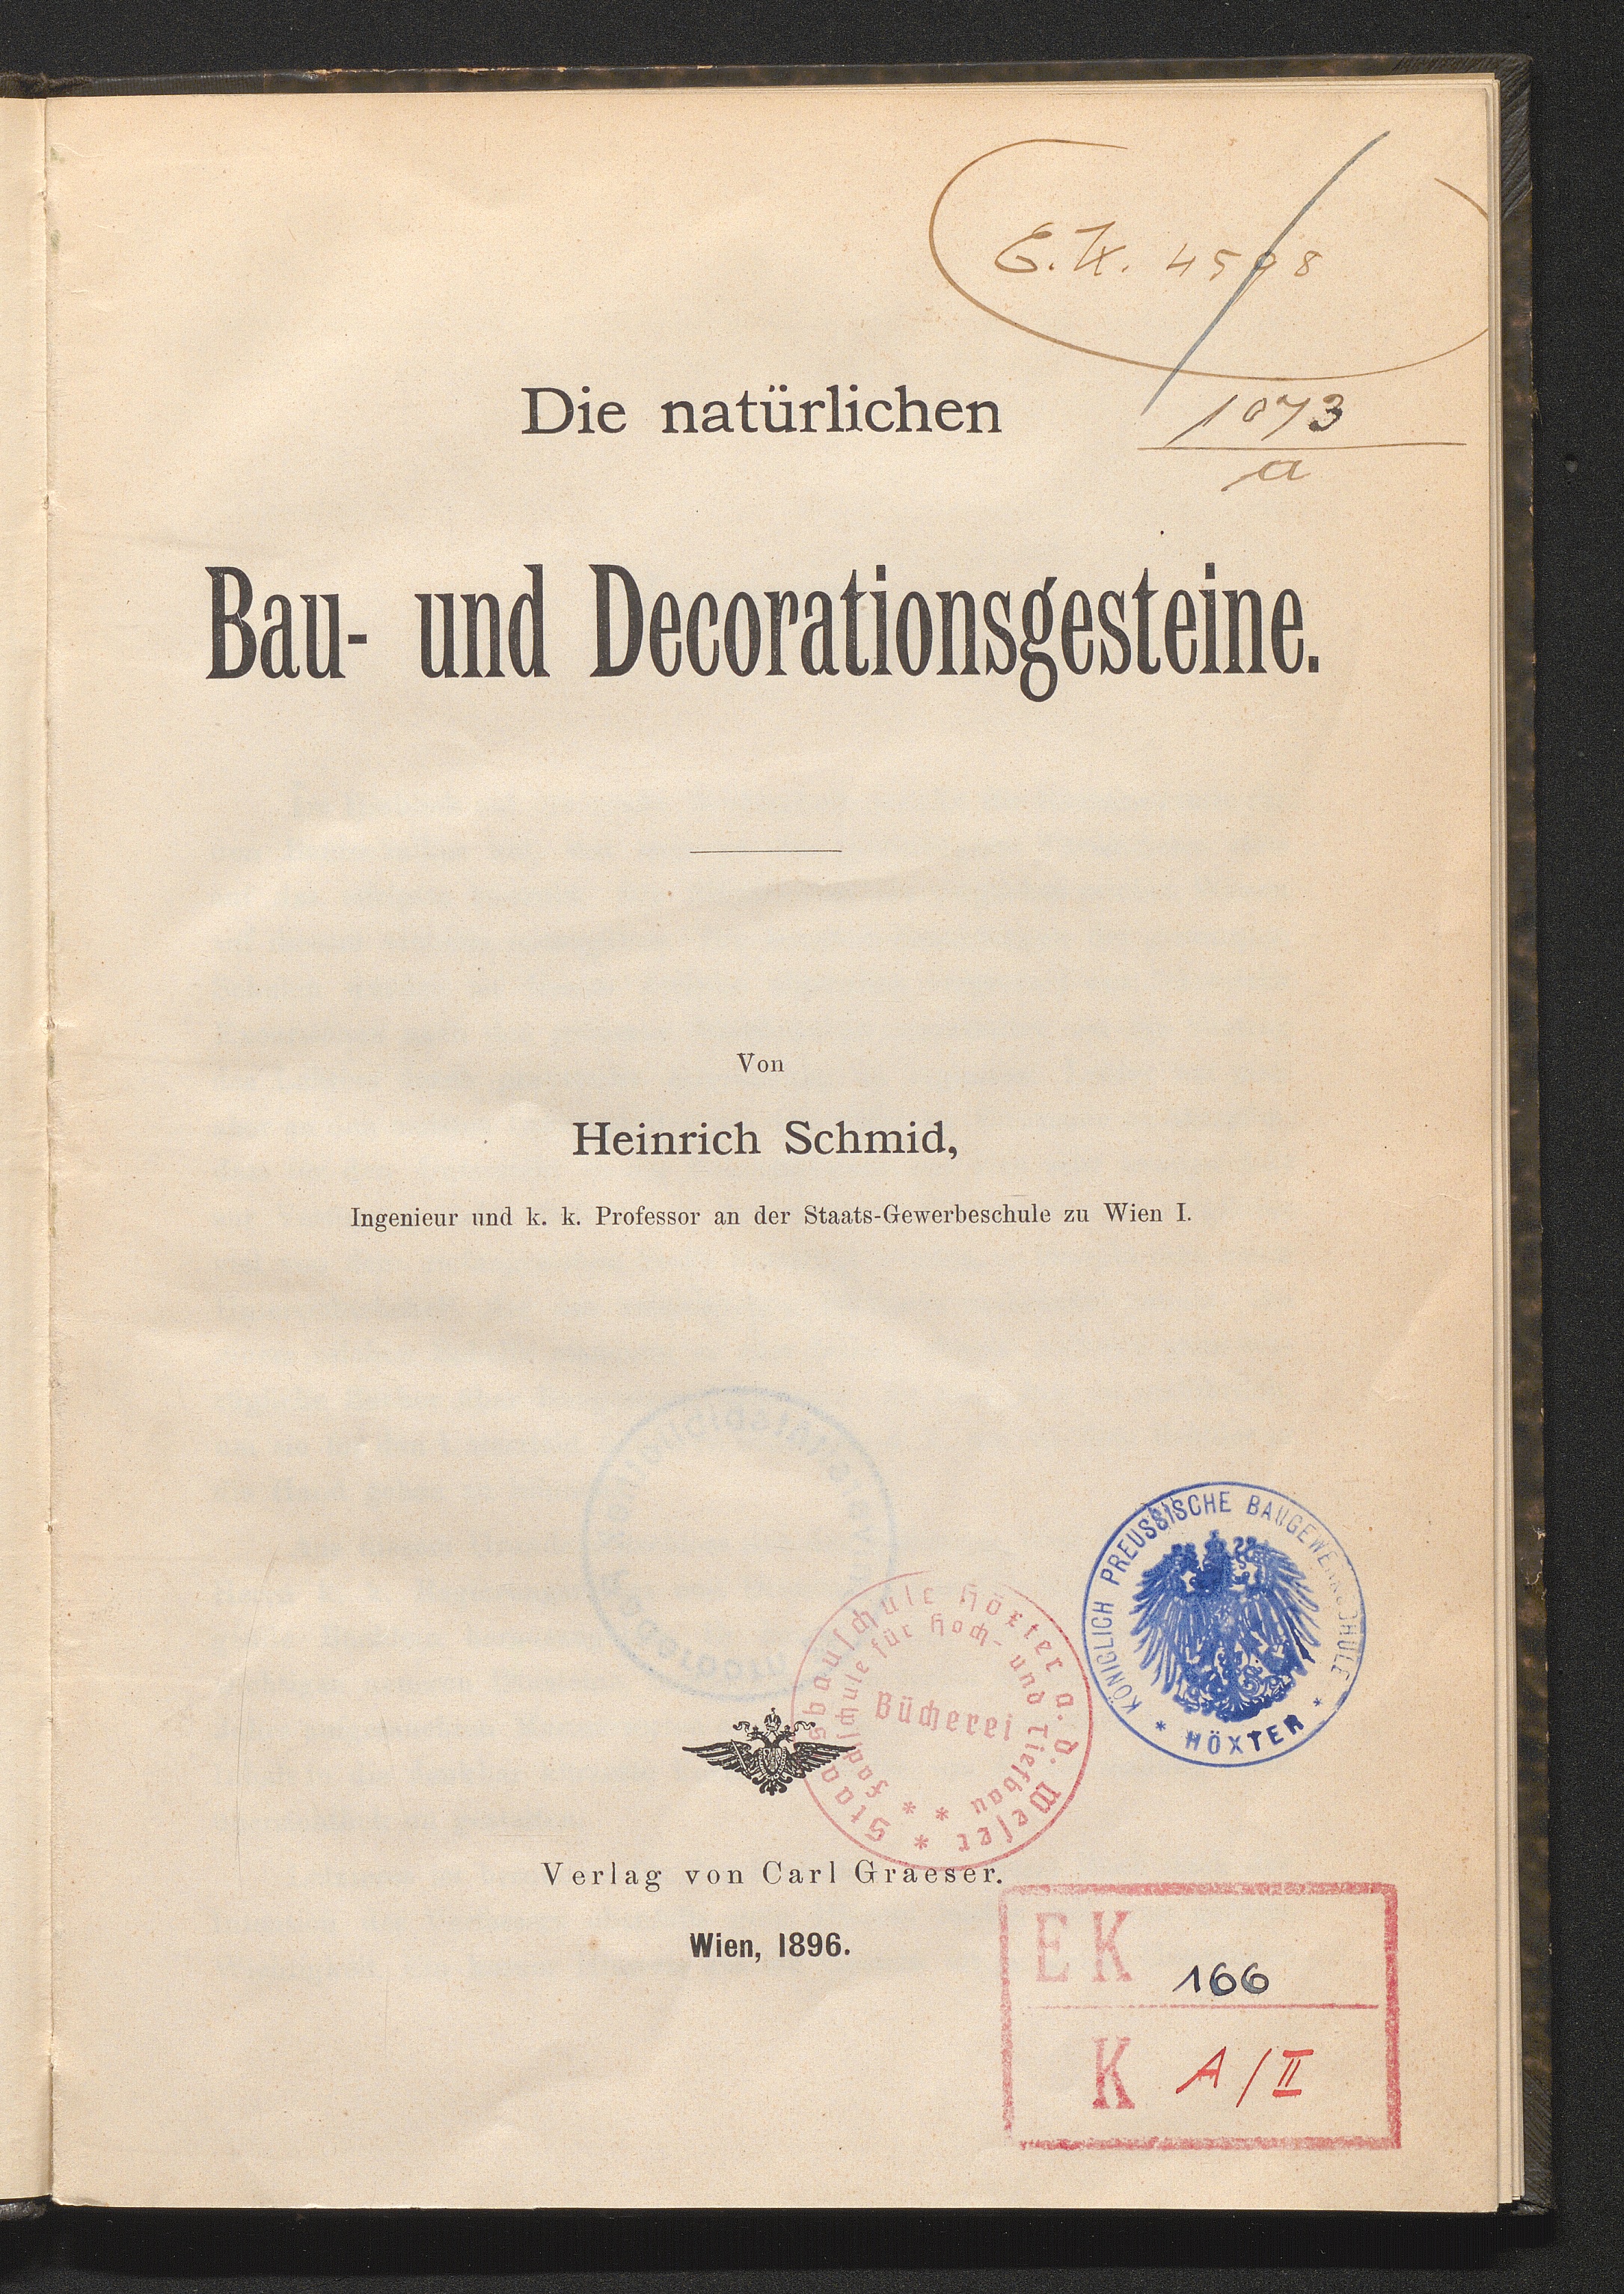 E.K. 4598
1073
a
Die natürlichen
Bau- und Decorationsgesteine.
Von
Heinrich Schmid,
Ingenieur und k. k. Professor an der Staats-Gewerbeschule zu Wien I.
KÖNIGLICH PREUSSISCHE BAUGEWERKSCHULE
* HÖXTER *
Staatsbauschule Höxter a. d. Weser *
Fachschule für Hoch- und Tiefbau * *
Bücherei
Verlag von Carl Graeser.
Wien, 1896.
EK 166
K A/II